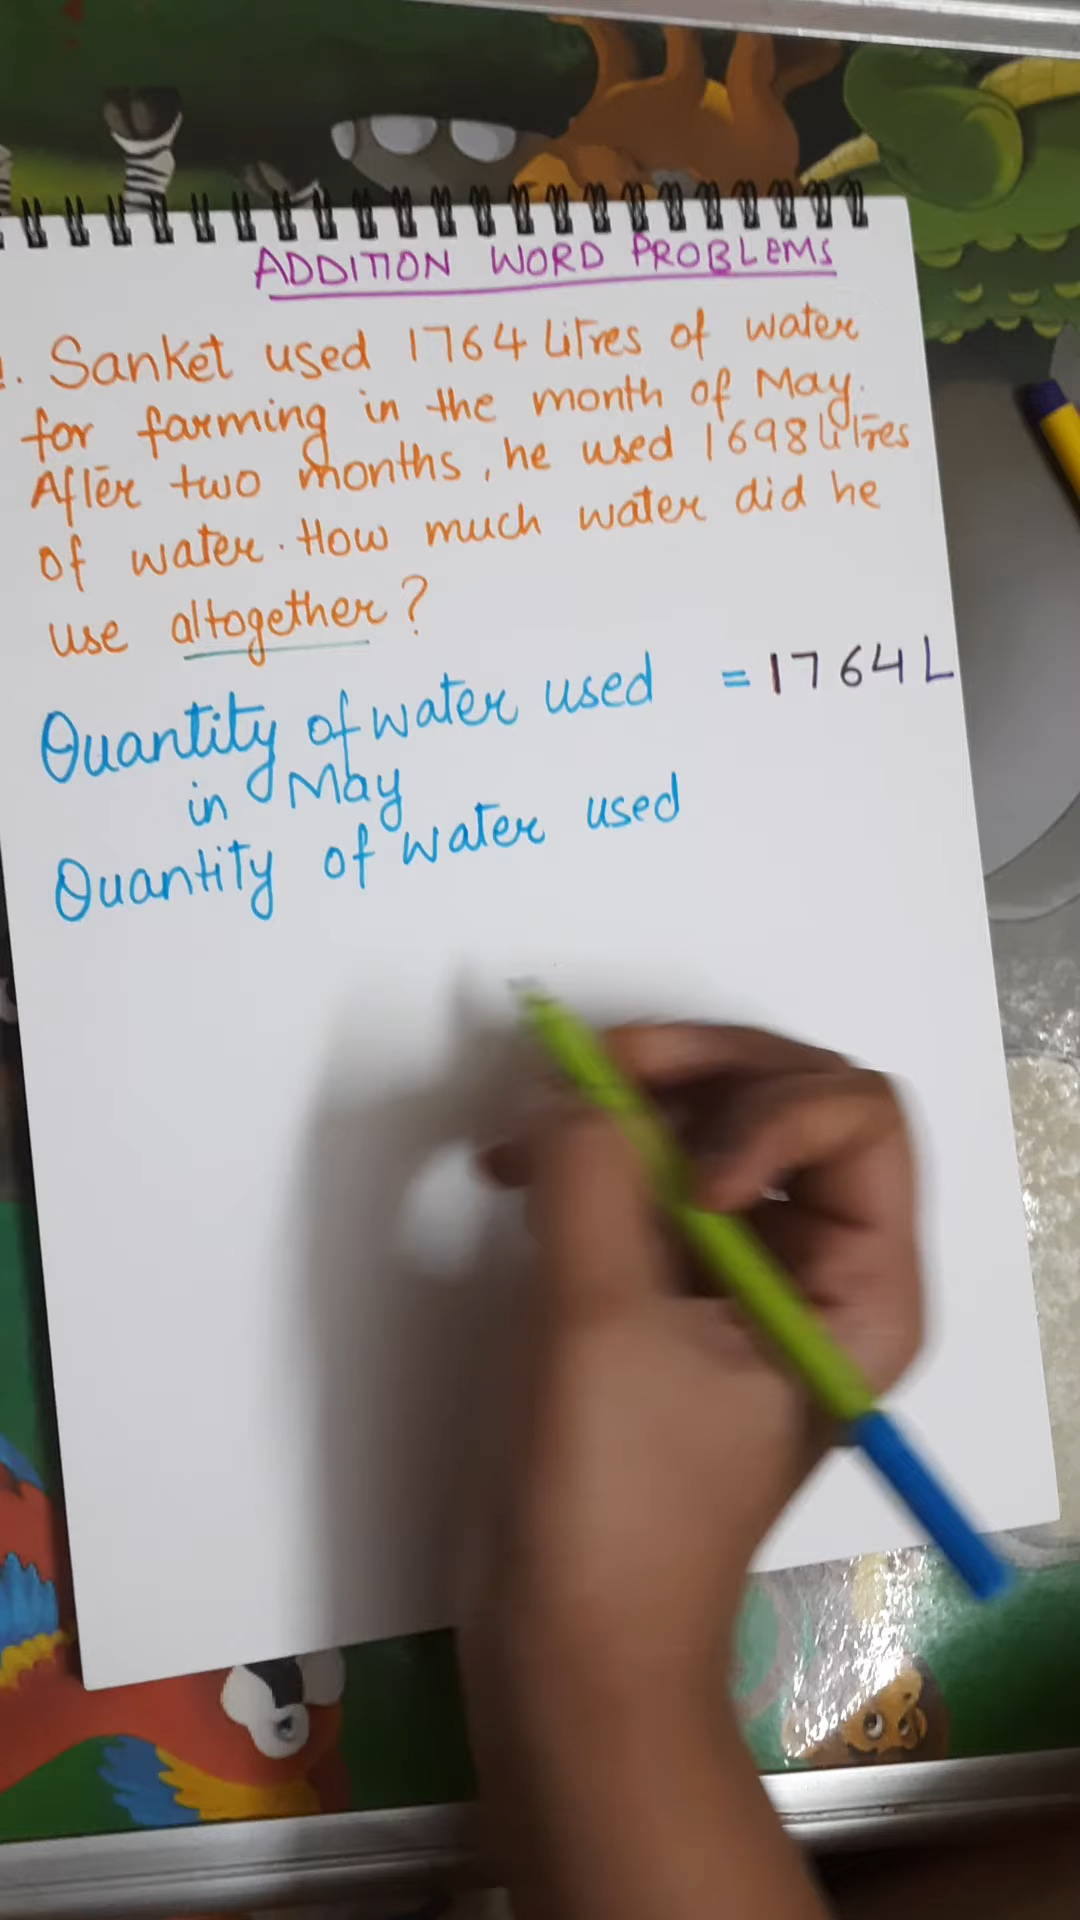 ADDITION WORD PROBLEMS
1. Sanket used 1764 Litres of water
for farming in the month of May.
After two months, he used 1698 Litres
of water. How much water did he
use altogether?
Quantity of water used = 1764 L
in May
Quantity of water used